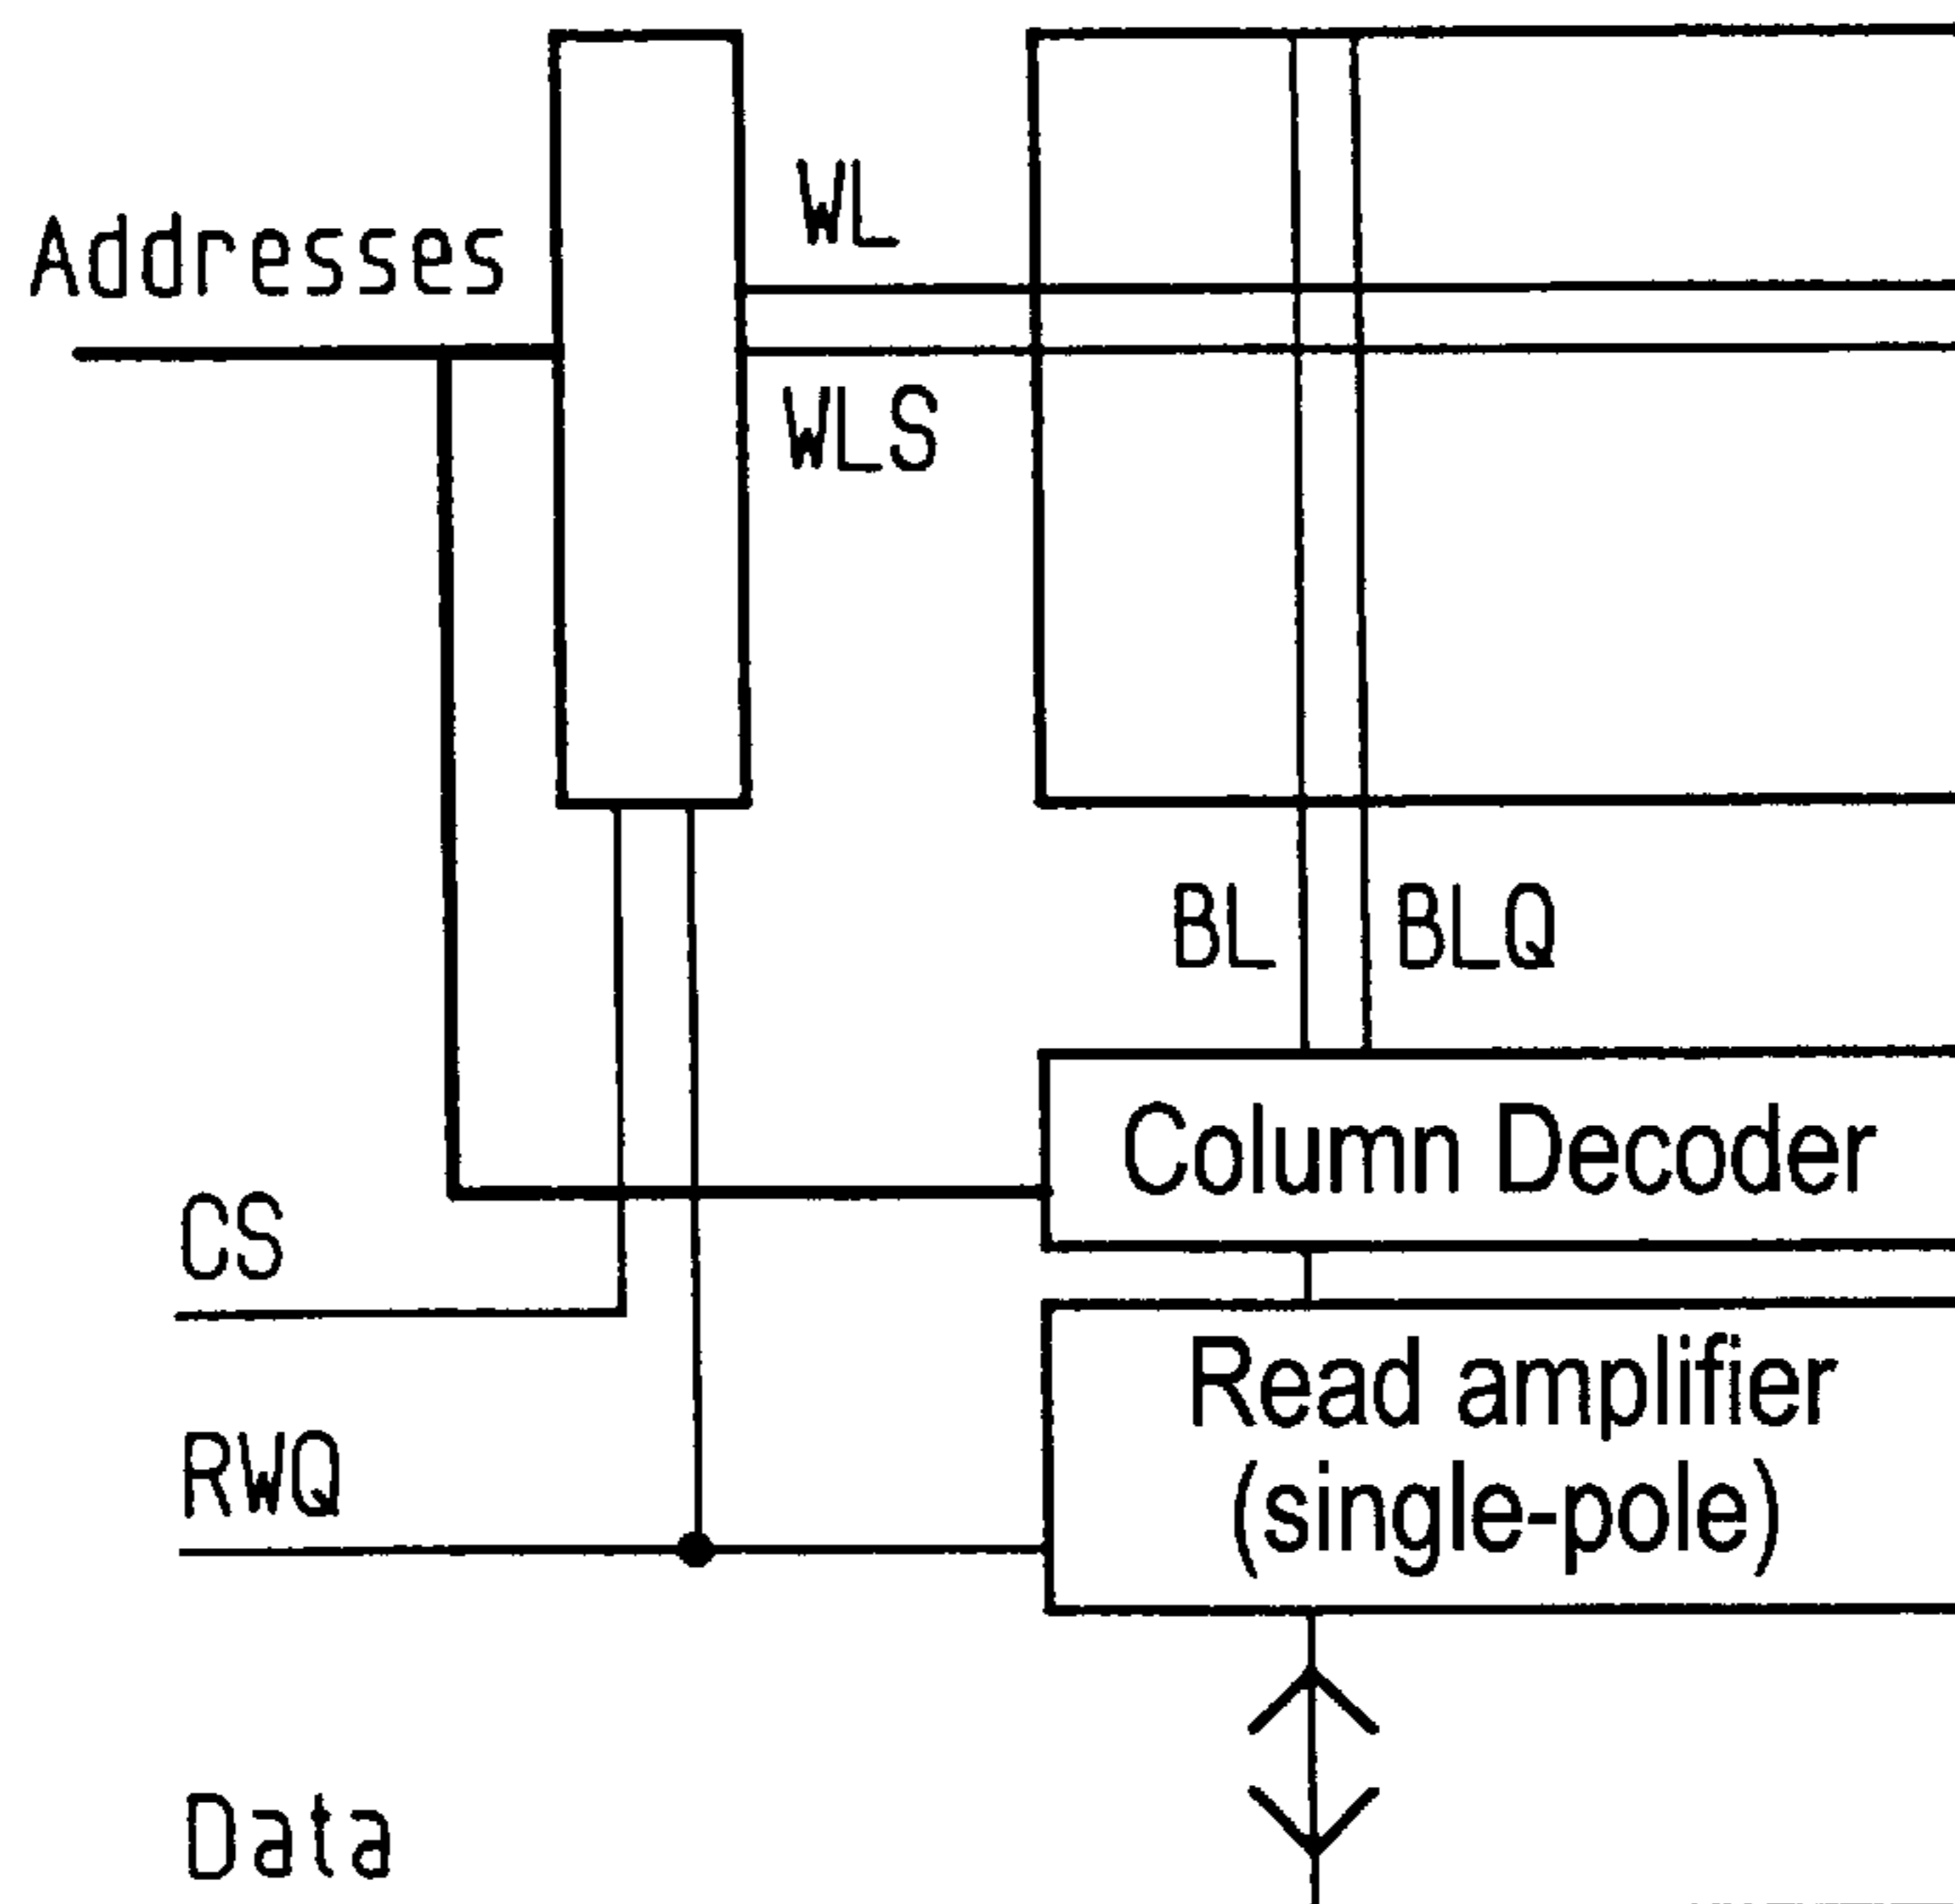 WL
Addresses
WLS
BL BLQ
Column Decoder
CS
Read amplifier
(single-pole)
RWQ
Data